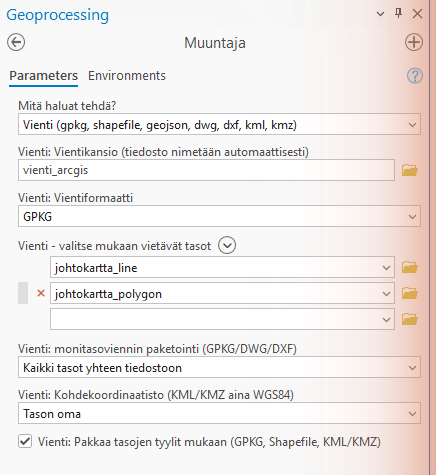 Geoprocessing
Muuntaja
Parameters Environments
Mitä haluat tehdä?
Vienti (gpkg, shapefile, geojson, dwg, dxf, kml, kmz)
Vienti: Vientikansio (tiedosto nimetään automaattisesti)
vienti_arcgis
Vienti: Vientiformaatti
GPKG
Vienti - valitse mukaan vietävät tasot
johtokartta_line
johtokartta_polygon
Vienti: monitasoviennin paketointi (GPKG/DWG/DXF)
Kaikki tasot yhteen tiedostoon
Vienti: Kohdekoordinaatisto (KML/KMZ aina WGS84)
Tason oma
Vienti: Pakkaa tasojen tyylit mukaan (GPKG, Shapefile, KML/KMZ)